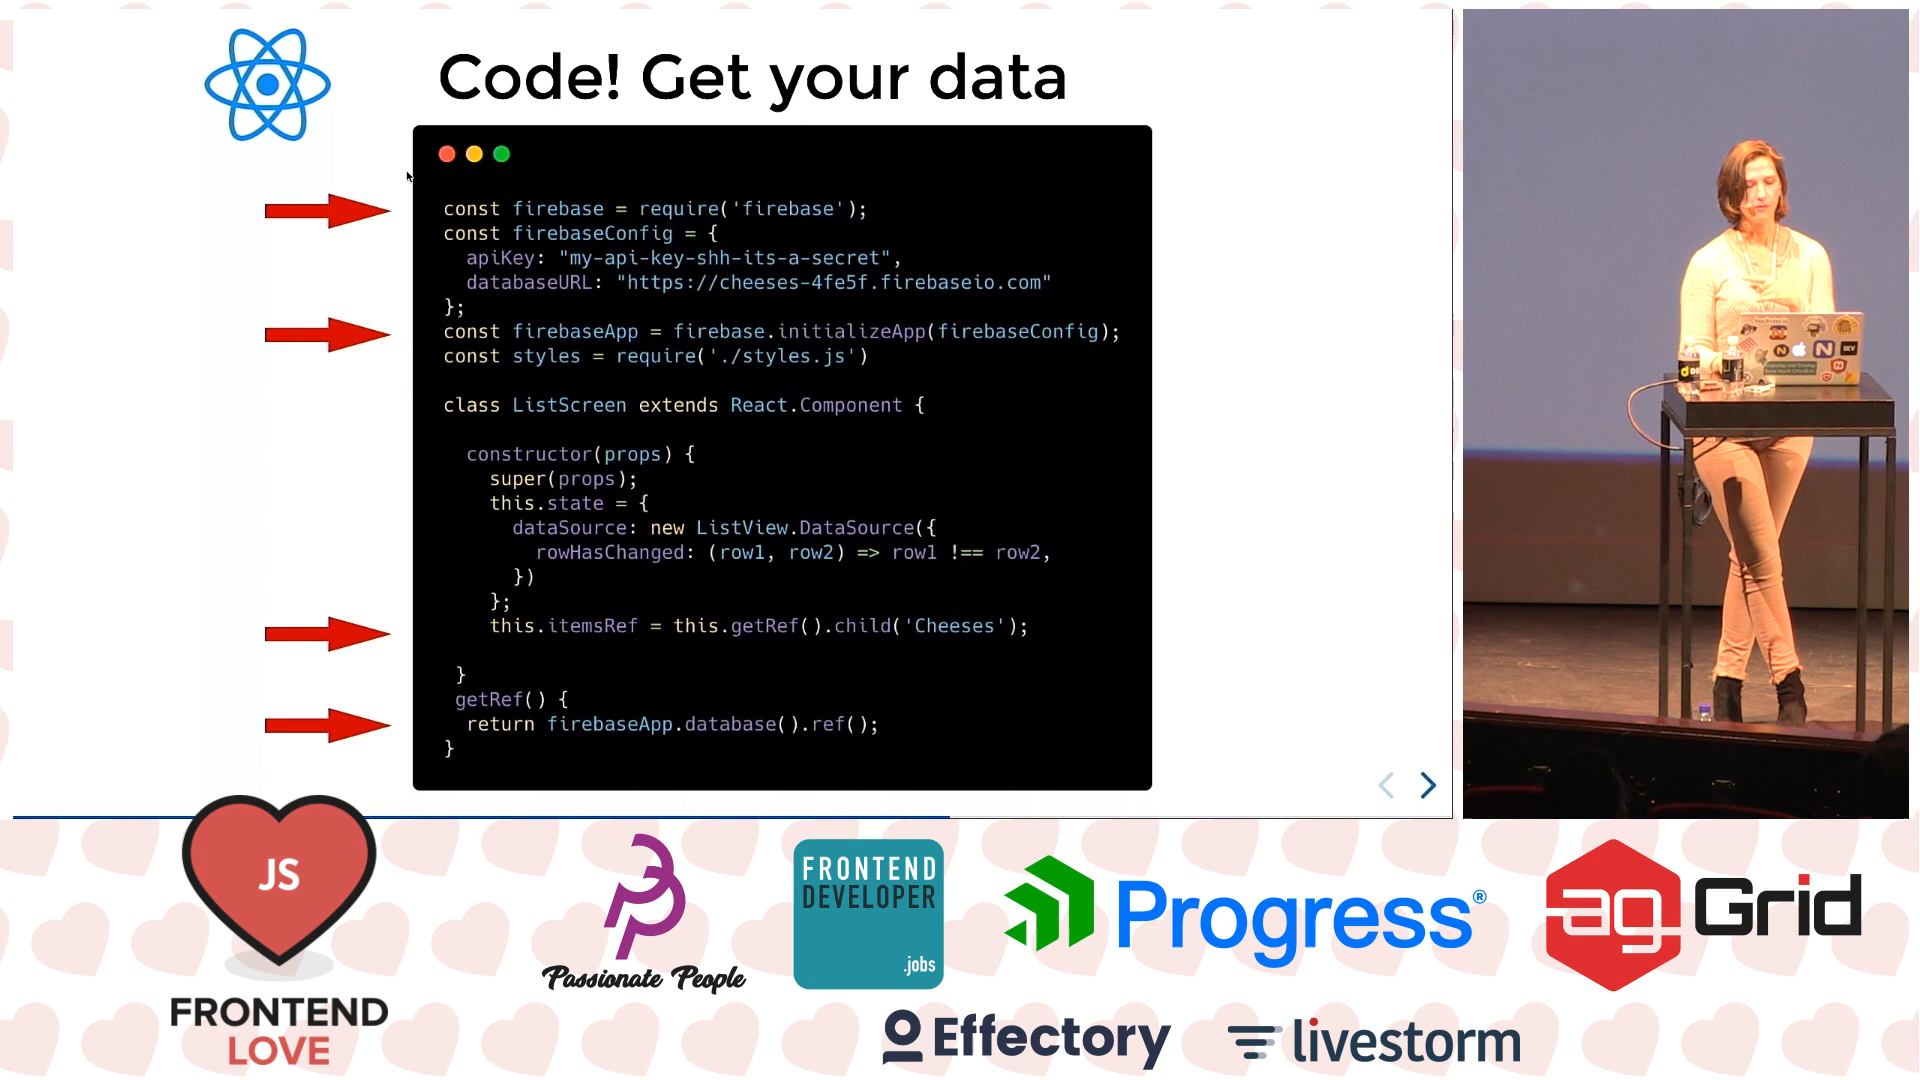 Code! Get your data
const firebase = require('firebase');
const firebaseConfig = {
  apiKey: "my-api-key-shh-its-a-secret",
  databaseURL: "https://cheeses-4fe5f.firebaseio.com"
};
const firebaseApp = firebase.initializeApp(firebaseConfig);
const styles = require('./styles.js')
class ListScreen extends React.Component {
  constructor(props) {
    super(props);
    this.state = {
      dataSource: new ListView.DataSource({
        rowHasChanged: (row1, row2) => row1 !== row2,
      })
    };
    this.itemsRef = this.getRef().child('Cheeses');
 }
 getRef() {
  return firebaseApp.database().ref();
}
DEV
JS
FRONTEND
LOVE
Passionate People
FRONTEND
DEVELOPER
.jobs
Progress®
ag Grid
Effectory
livestorm